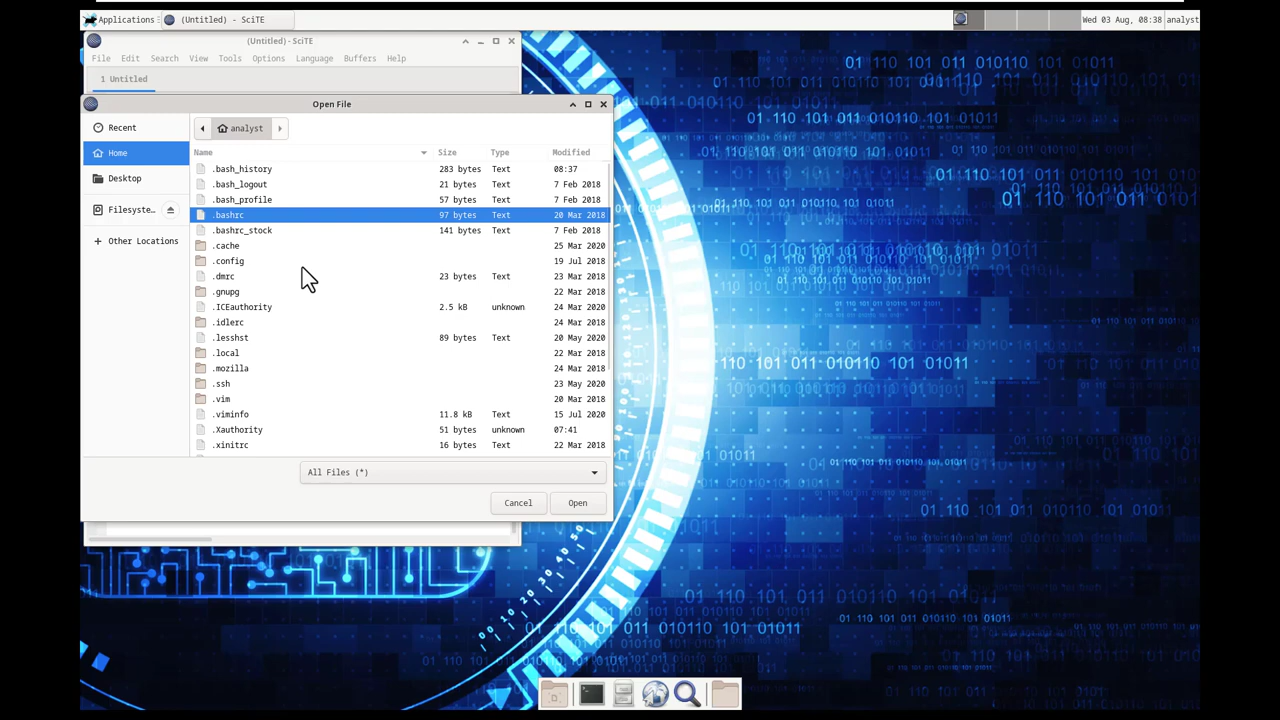 Applications (Untitled) - SciTE Wed 03 Aug, 08:38 analyst
(Untitled) - SciTE
File Edit Search View Tools Options Language Buffers Help
1 Untitled
Open File
Recent
Home
Desktop
Filesyste...
Other Locations
analyst
Name Size Type Modified
.bash_history 283 bytes Text 08:37
.bash_logout 21 bytes Text 7 Feb 2018
.bash_profile 57 bytes Text 7 Feb 2018
.bashrc 97 bytes Text 20 Mar 2018
.bashrc_stock 141 bytes Text 7 Feb 2018
.cache 25 Mar 2020
.config 19 Jul 2018
.dmrc 23 bytes Text 23 Mar 2018
.gnupg 22 Mar 2018
.ICEauthority 2.5 kB unknown 24 Mar 2020
.idlerc 24 Mar 2018
.lesshst 89 bytes Text 20 May 2020
.local 22 Mar 2018
.mozilla 24 Mar 2018
.ssh 23 May 2020
.vim 20 Mar 2018
.viminfo 11.8 kB Text 15 Jul 2020
.Xauthority 51 bytes unknown 07:41
.xinitrc 16 bytes Text 22 Mar 2018
All Files (*)
Cancel Open